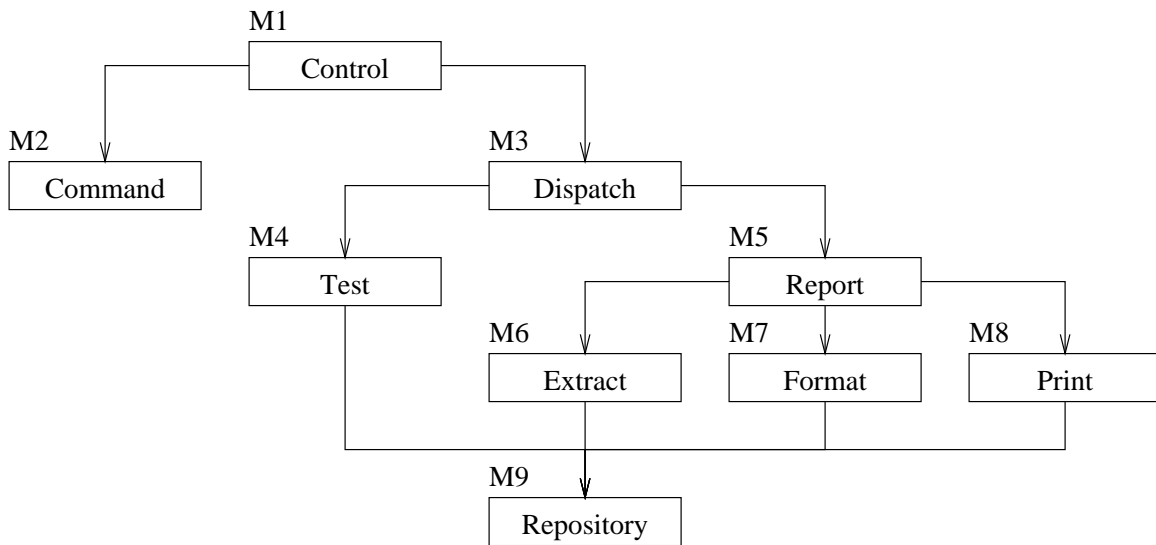 M1
Control
M2
M3
Command
Dispatch
M4
M5
Test
Report
M6
M7
M8
Extract
Format
Print
M9
Repository